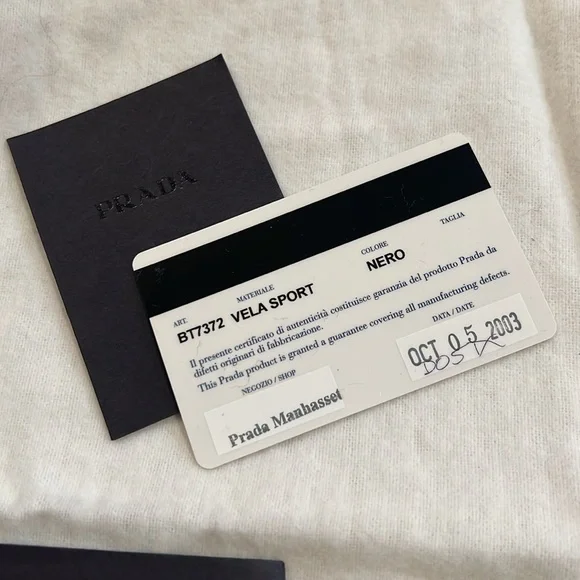 PRADA
TAGLIA
COLORE
NERO
MATERIALE
ART.
BT7372 VELA SPORT
Il presente certificato di autenticità costituisce garanzia del prodotto Prada da
difetti originari di fabbricazione.
This Prada product is granted a guarantee covering all manufacturing defects.
DATA / DATE
OCT 05 2003
NEGOZIO / SHOP
Prada Manhasset